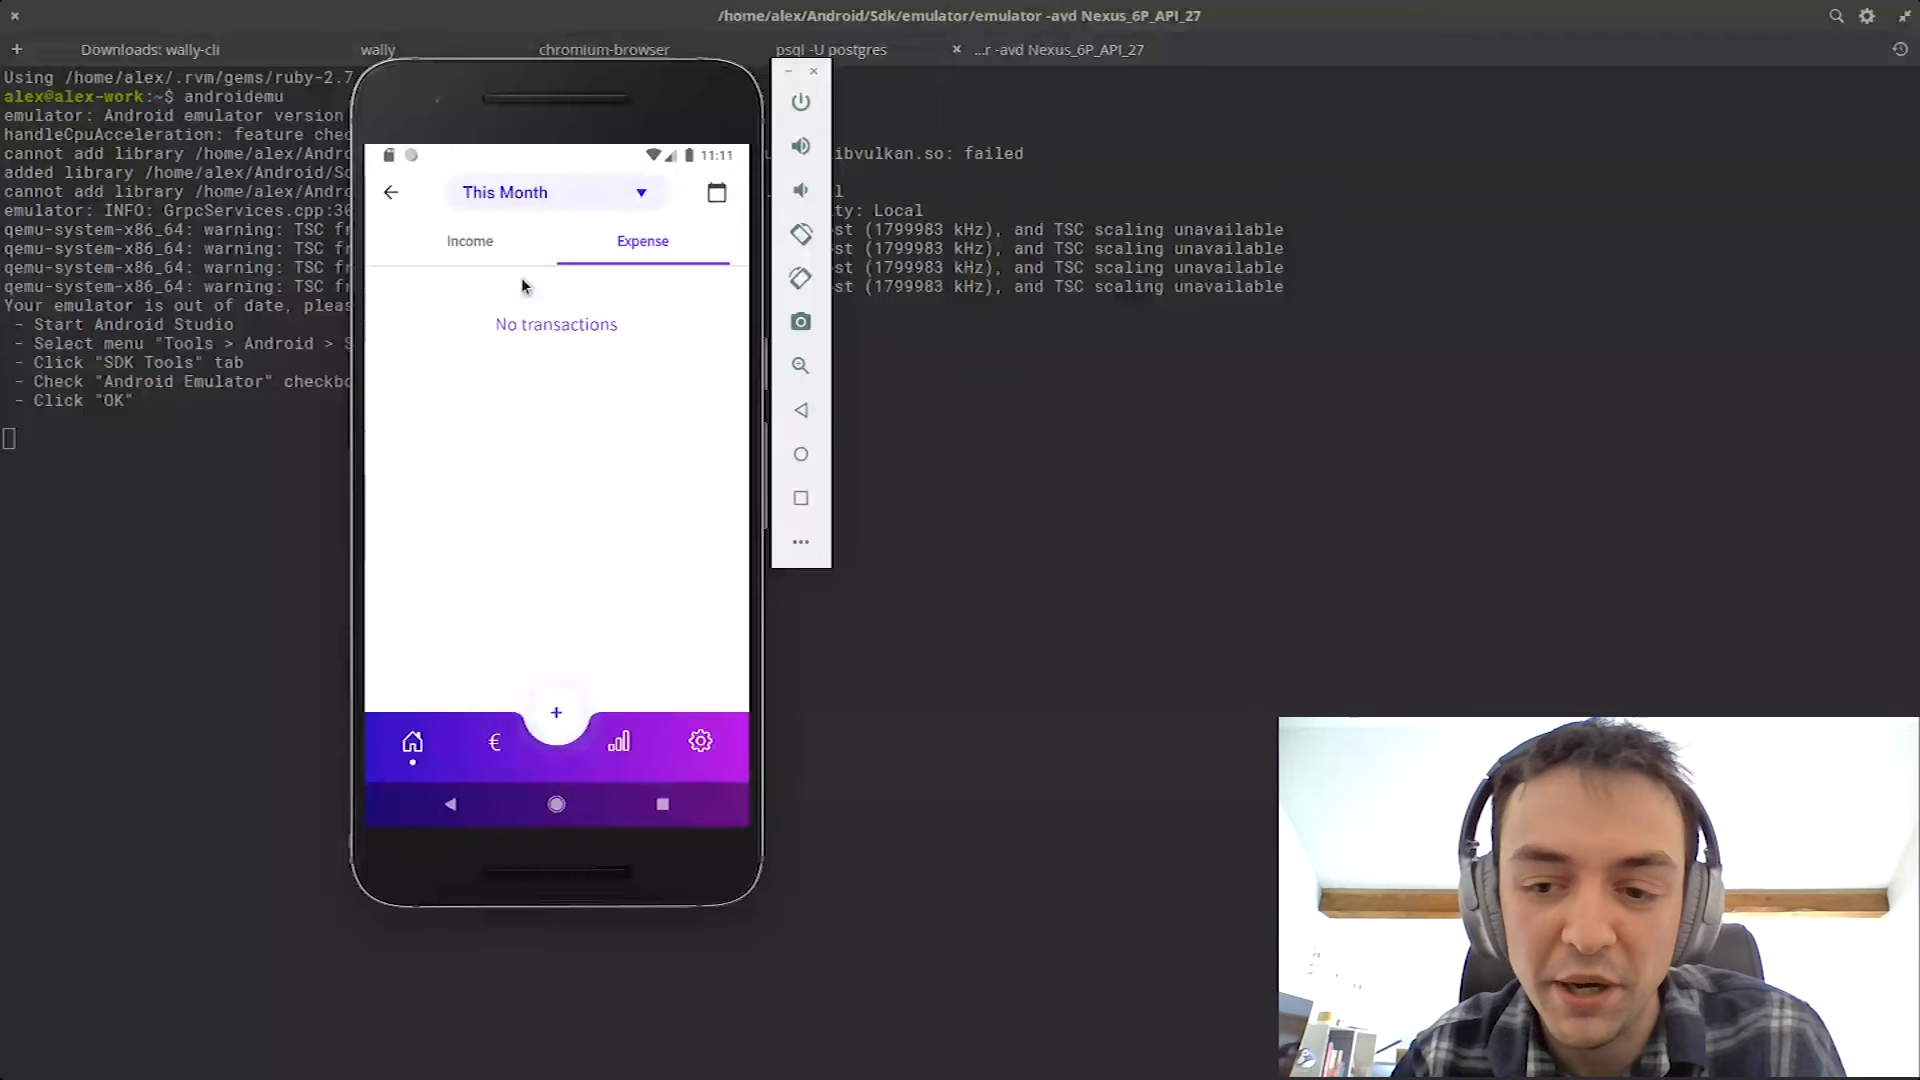 /home/alex/Android/Sdk/emulator/emulator -avd Nexus_6P_API_27
Downloads: wally-cli
wally
chromium-browser
psql -U postgres
...r -avd Nexus_6P_API_27
Using /home/alex/.rvm/gems/ruby-2.7
alex@alex-work:~$ androidemu
emulator: Android emulator version
handleCpuAcceleration: feature chec
cannot add library /home/alex/Andro ibvulkan.so: failed
added library /home/alex/Android/Sd
cannot add library /home/alex/Andro l
emulator: INFO: GrpcServices.cpp:36 ty: Local
qemu-system-x86_64: warning: TSC fr st (1799983 kHz), and TSC scaling unavailable
qemu-system-x86_64: warning: TSC fr st (1799983 kHz), and TSC scaling unavailable
qemu-system-x86_64: warning: TSC fr st (1799983 kHz), and TSC scaling unavailable
qemu-system-x86_64: warning: TSC fr st (1799983 kHz), and TSC scaling unavailable
Your emulator is out of date, pleas
- Start Android Studio
- Select menu "Tools > Android > S
- Click "SDK Tools" tab
- Check "Android Emulator" checkbo
- Click "OK"
11:11
This Month
Income
Expense
No transactions
+
€